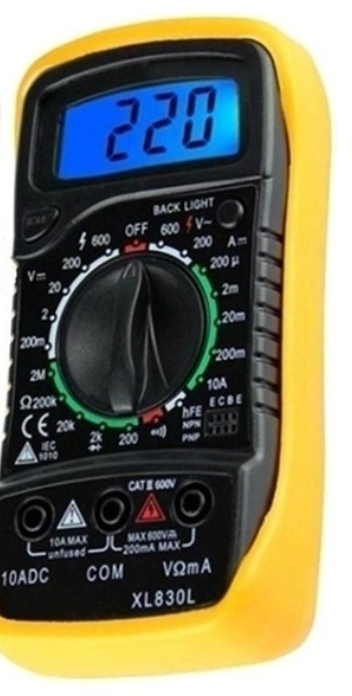 220
BACK LIGHT
OFF
600 V~
600
200
A⎓
200
200 µ
V⎓
20
2m
2
20m
200m
200m
2M
10A
Ω 200k
E C B E
20k
2k
200
hFE
NPN
PNP
CE
IEC
1010
CAT II 600V
10A MAX
unfused
MAX 600V⎓
200mA MAX
10ADC
COM
VΩmA
XL830L